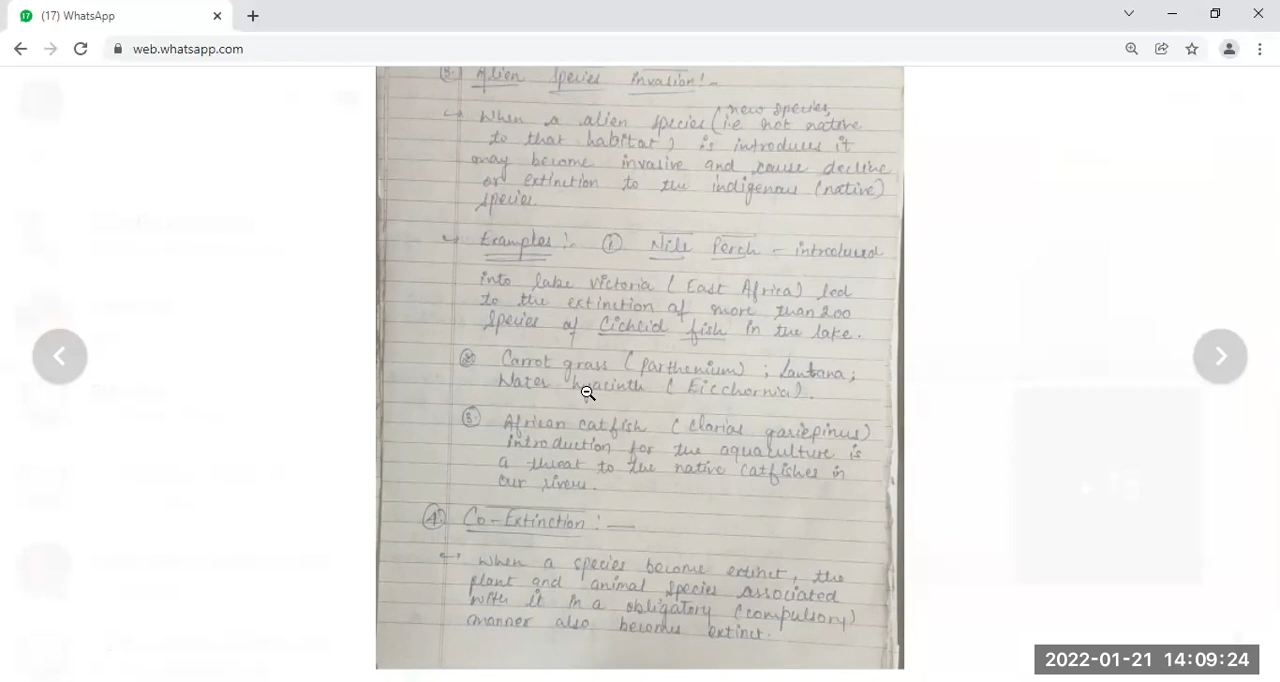 (17) WhatsApp
web.whatsapp.com
3. Alien Species Invasion! -
new species,
When a alien species (i.e not native
to that habitat) is introduces it
may become invasive and cause decline
or extinction to the indigenous (native)
species.
Examples :- 1 Nile Perch - introduced
into lake victoria (East Africa) led
to the extinction of more than 200
species of Cichlid fish in the lake.
2 Carrot grass (Parthenium) ; Lantana ;
Water hyacinth (Eicchornia).
3 African catfish (Clarias gariepinus)
introduction for the aquaculture is
a threat to the native catfishes in
our rivers.
4. Co-Extinction : —
When a species become extinct, the
plant and animal species associated
with it in a obligatory (compulsory)
manner also becomes extinct.
2022-01-21 14:09:24